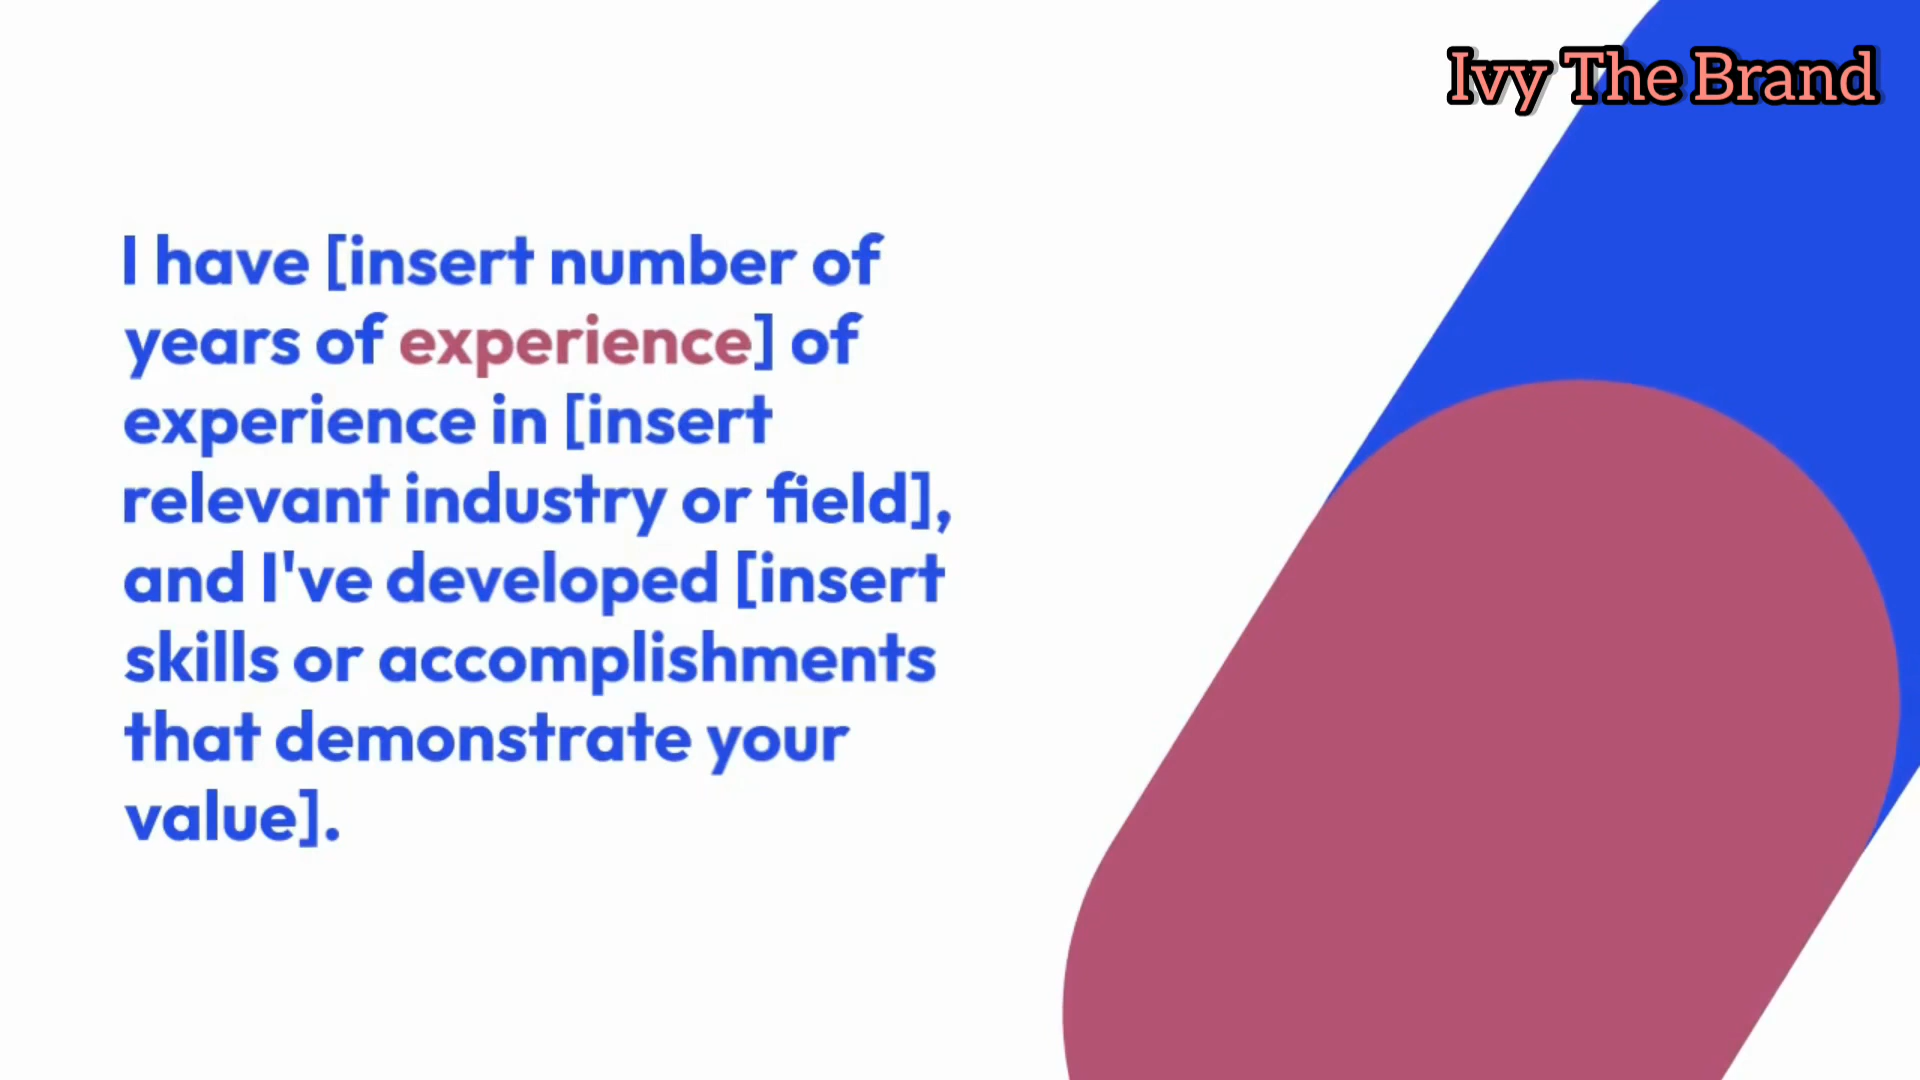 Ivy The Brand
I have [insert number of
years of experience] of
experience in [insert
relevant industry or field],
and I've developed [insert
skills or accomplishments
that demonstrate your
value].